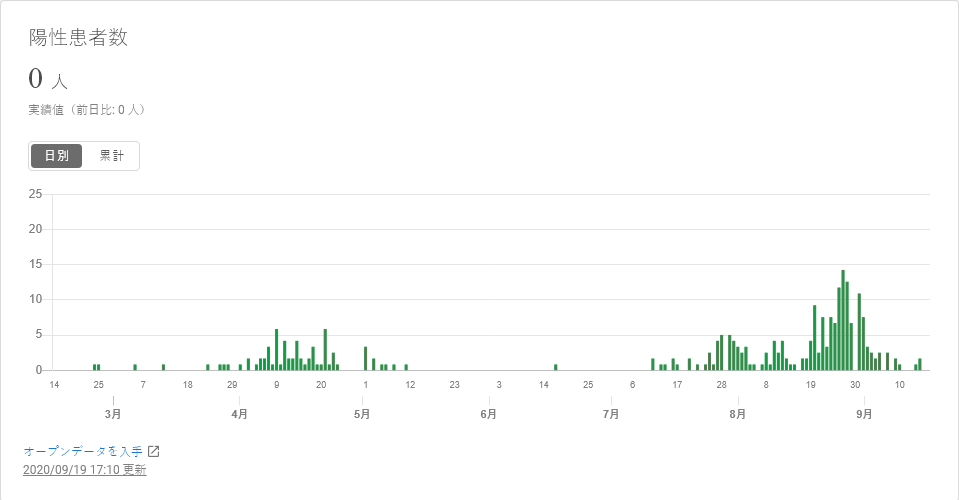 陽性患者数
0 人
実績値（前日比: 0 人）
日別 累計
25
20
15
10
5
0
14 25 7 18 29 9 20 1 12 23 3 14 25 6 17 28 8 19 30 10
3月 4月 5月 6月 7月 8月 9月
オープンデータを入手
2020/09/19 17:10 更新